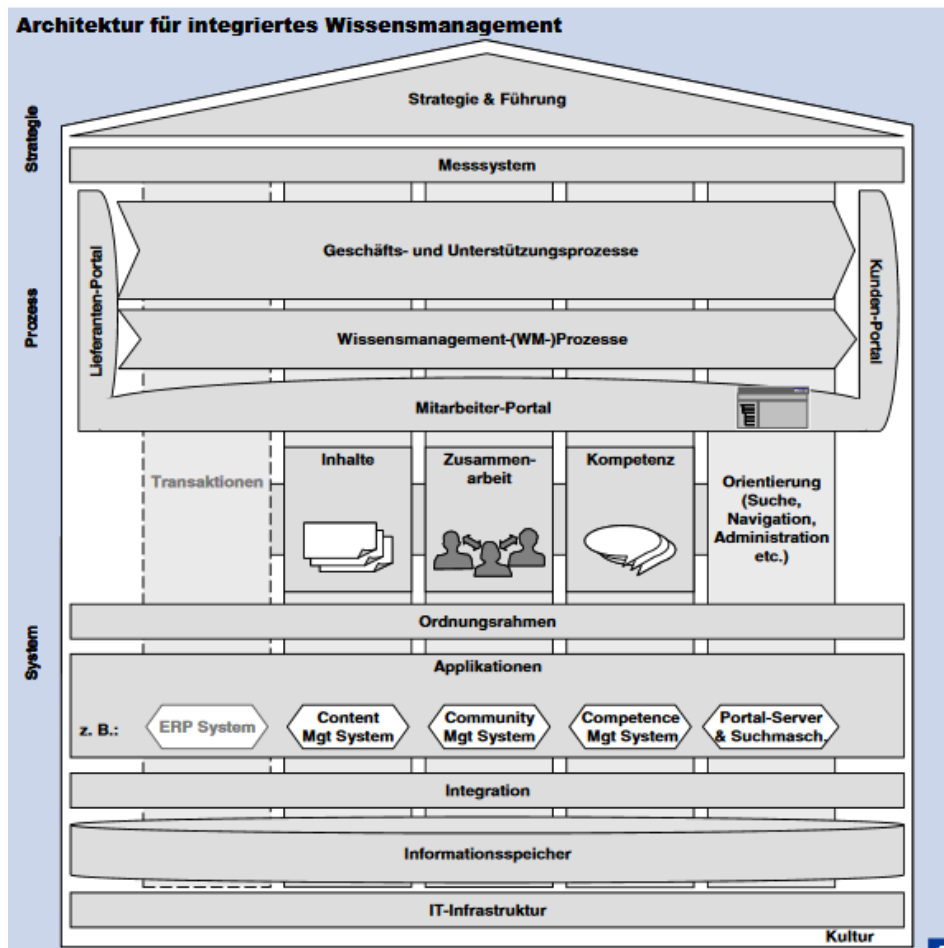 Architektur für integriertes Wissensmanagement
Strategie
Strategie & Führung
Messsystem
Prozess
Lieferanten-Portal
Geschäfts- und Unterstützungsprozesse
Wissensmanagement-(WM-)Prozesse
Kunden-Portal
Mitarbeiter-Portal
System
Transaktionen
Inhalte
Zusammen-
arbeit
Kompetenz
Orientierung
(Suche,
Navigation,
Administration
etc.)
Ordnungsrahmen
Applikationen
z. B.:
ERP System
Content
Mgt System
Community
Mgt System
Competence
Mgt System
Portal-Server
& Suchmasch.
Integration
Informationsspeicher
IT-Infrastruktur
Kultur